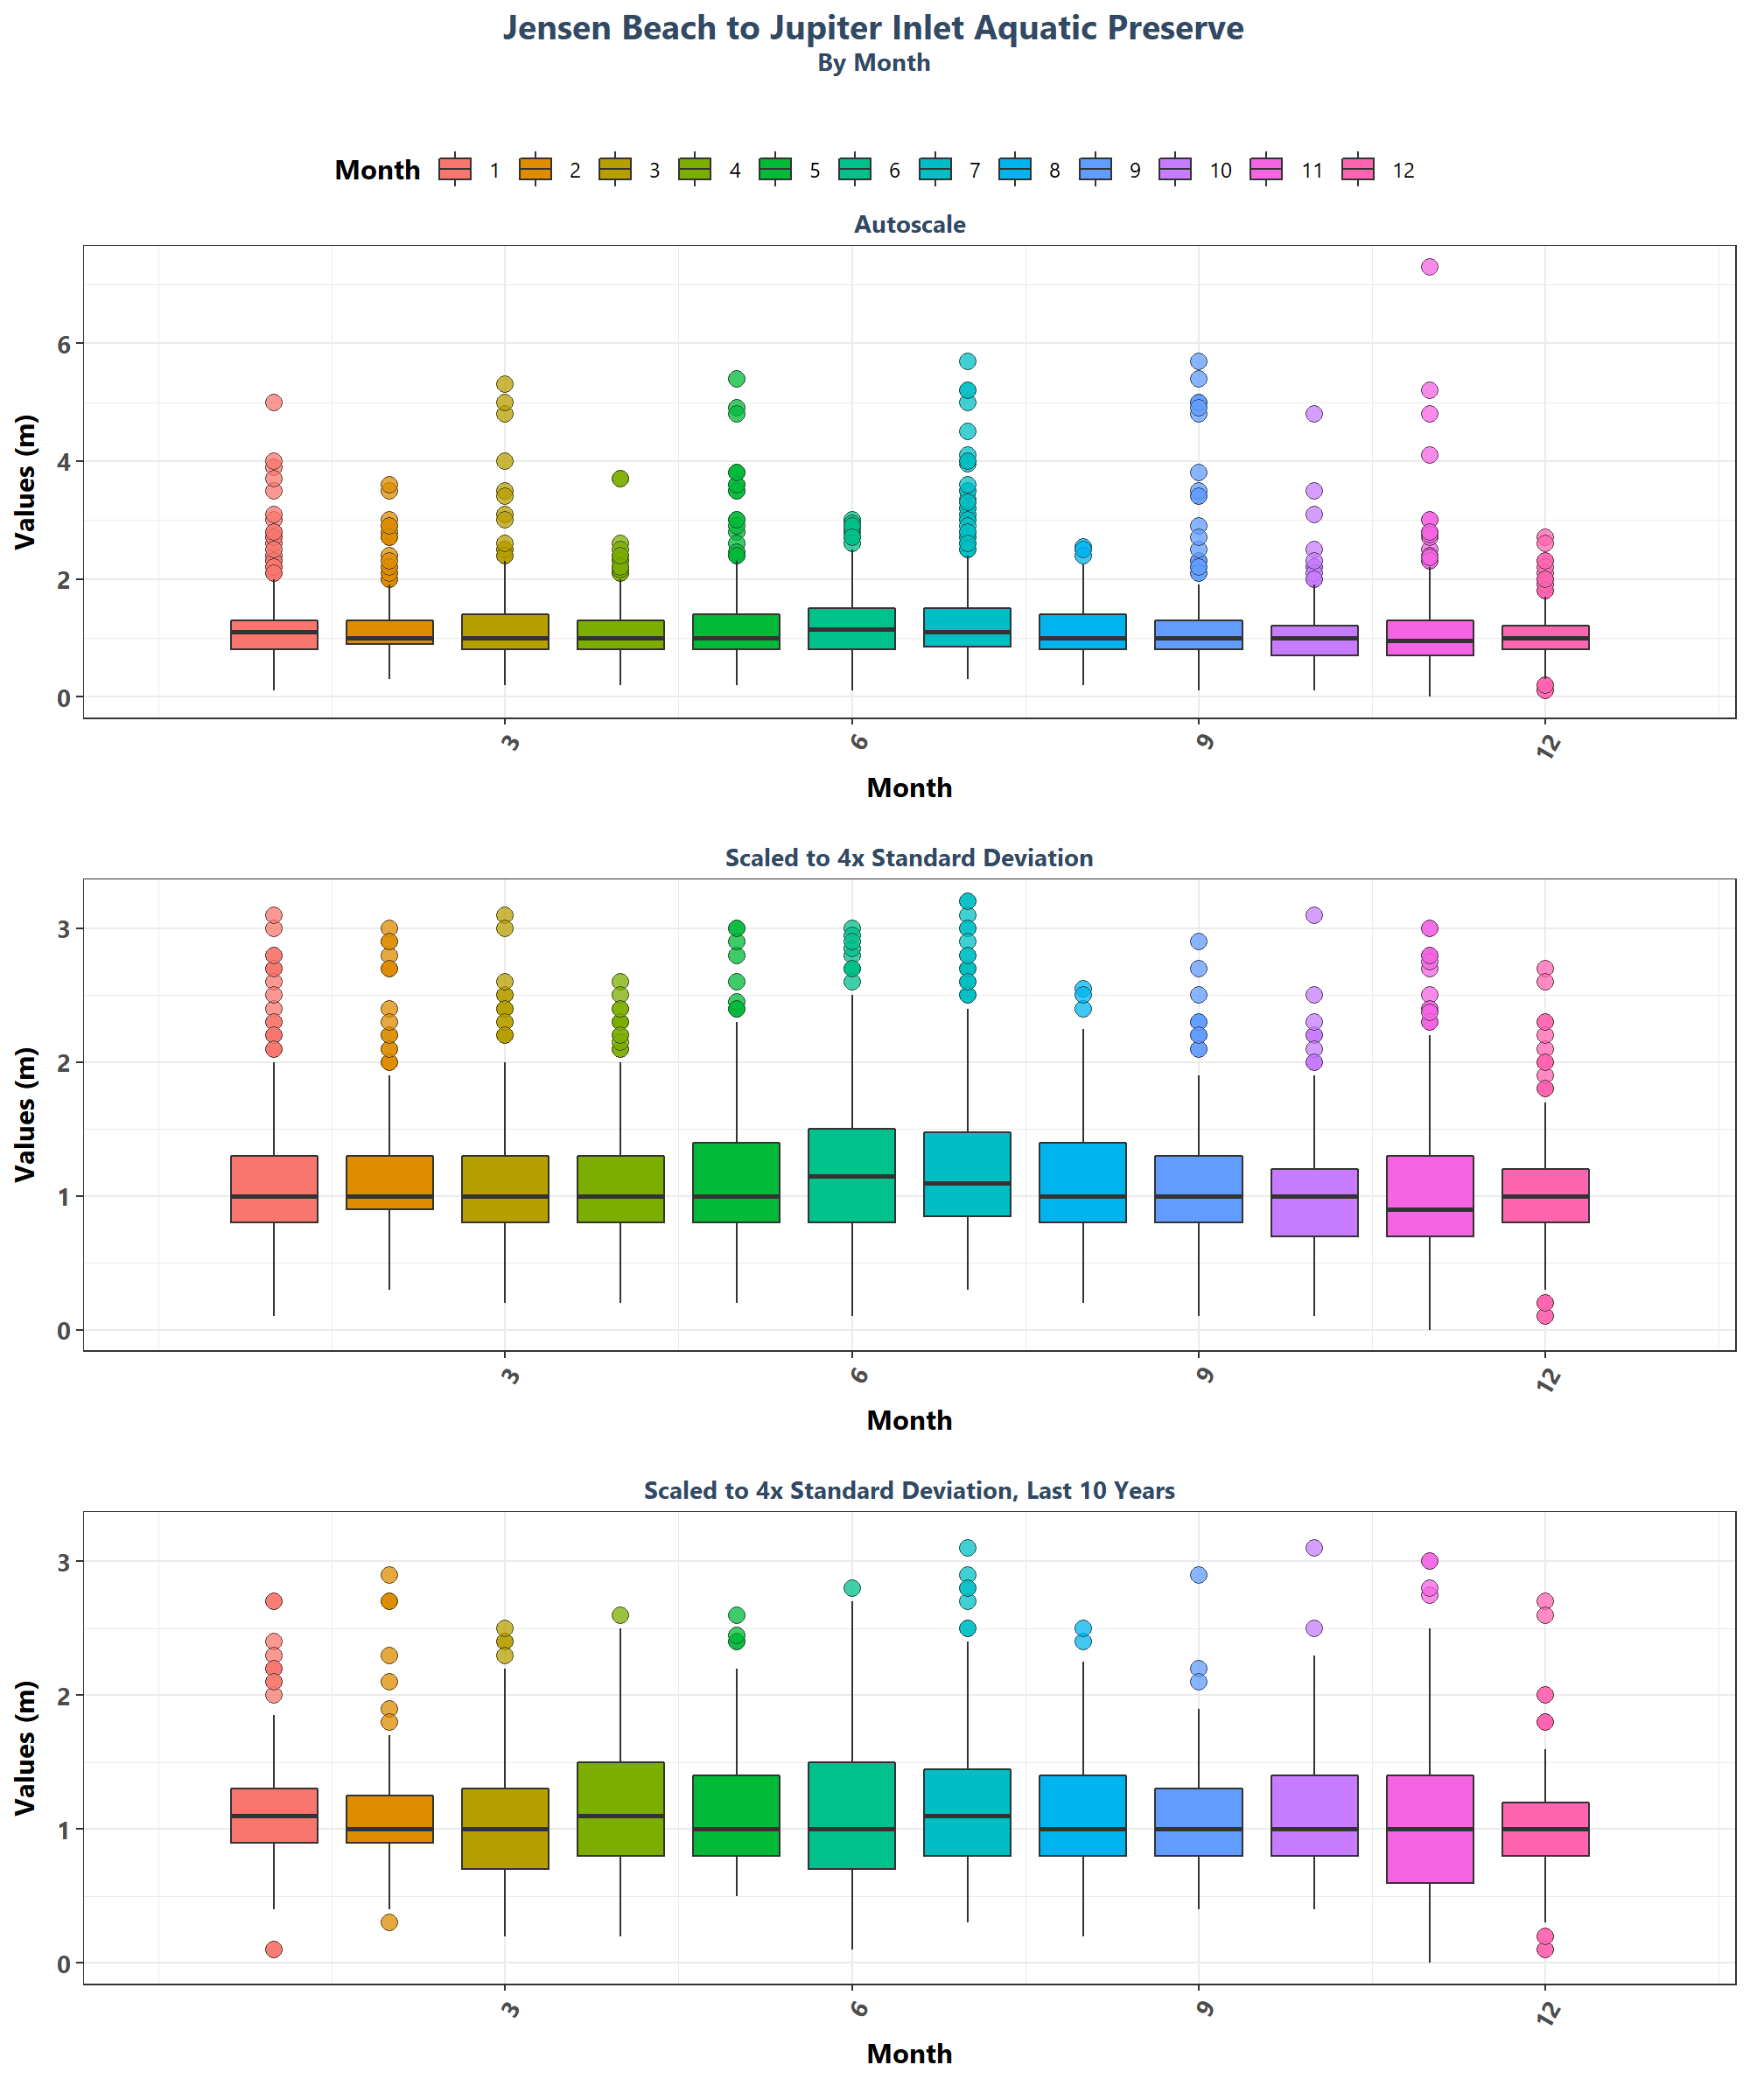 Jensen Beach to Jupiter Inlet Aquatic Preserve
By Month
Month 1 2 3 4 5 6 7 8 9 10 11 12
Autoscale
Values (m)
6
4
2
0
3 6 9 12
Month
Scaled to 4x Standard Deviation
Values (m)
3
2
1
0
3 6 9 12
Month
Scaled to 4x Standard Deviation, Last 10 Years
Values (m)
3
2
1
0
3 6 9 12
Month